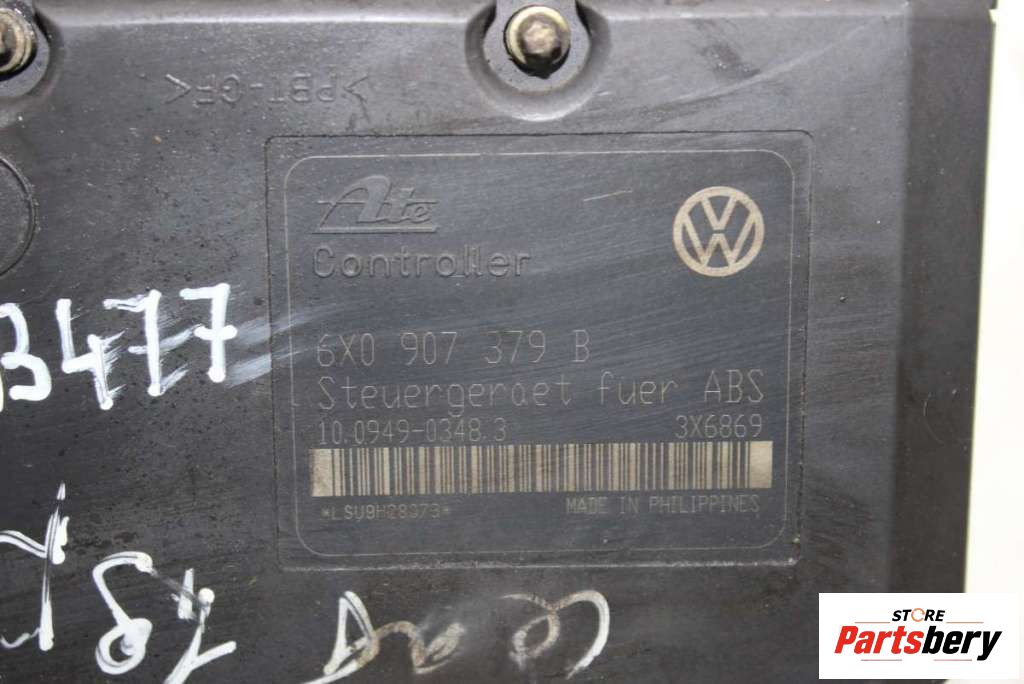 >PBT-GF<
Ate
Controller
6X0 907 379 B
Steuergeraet fuer ABS
10.0949-0348.3 3X6869
*LSU9H28373*
MADE IN PHILIPPINES
3477
STORE
Partsbery